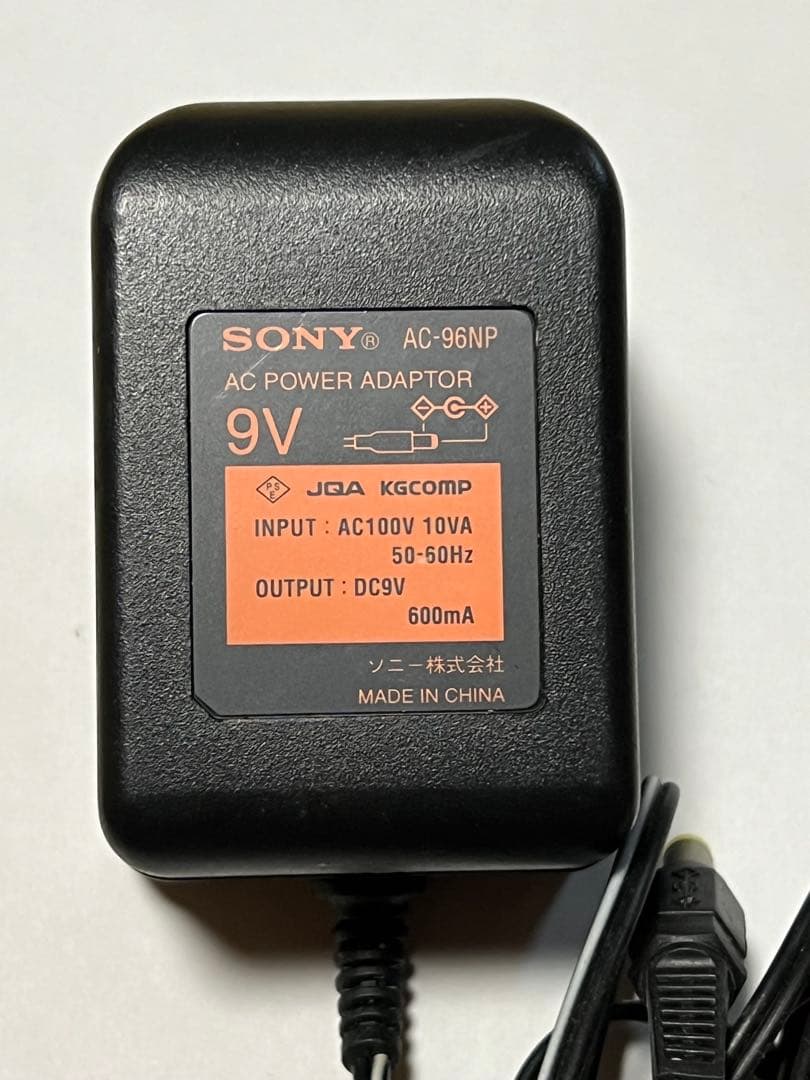 SONY® AC-96NP
AC POWER ADAPTOR
9V
PSE JQA KGCOMP
INPUT : AC100V 10VA
50-60Hz
OUTPUT : DC9V
600mA
ソニー株式会社
MADE IN CHINA